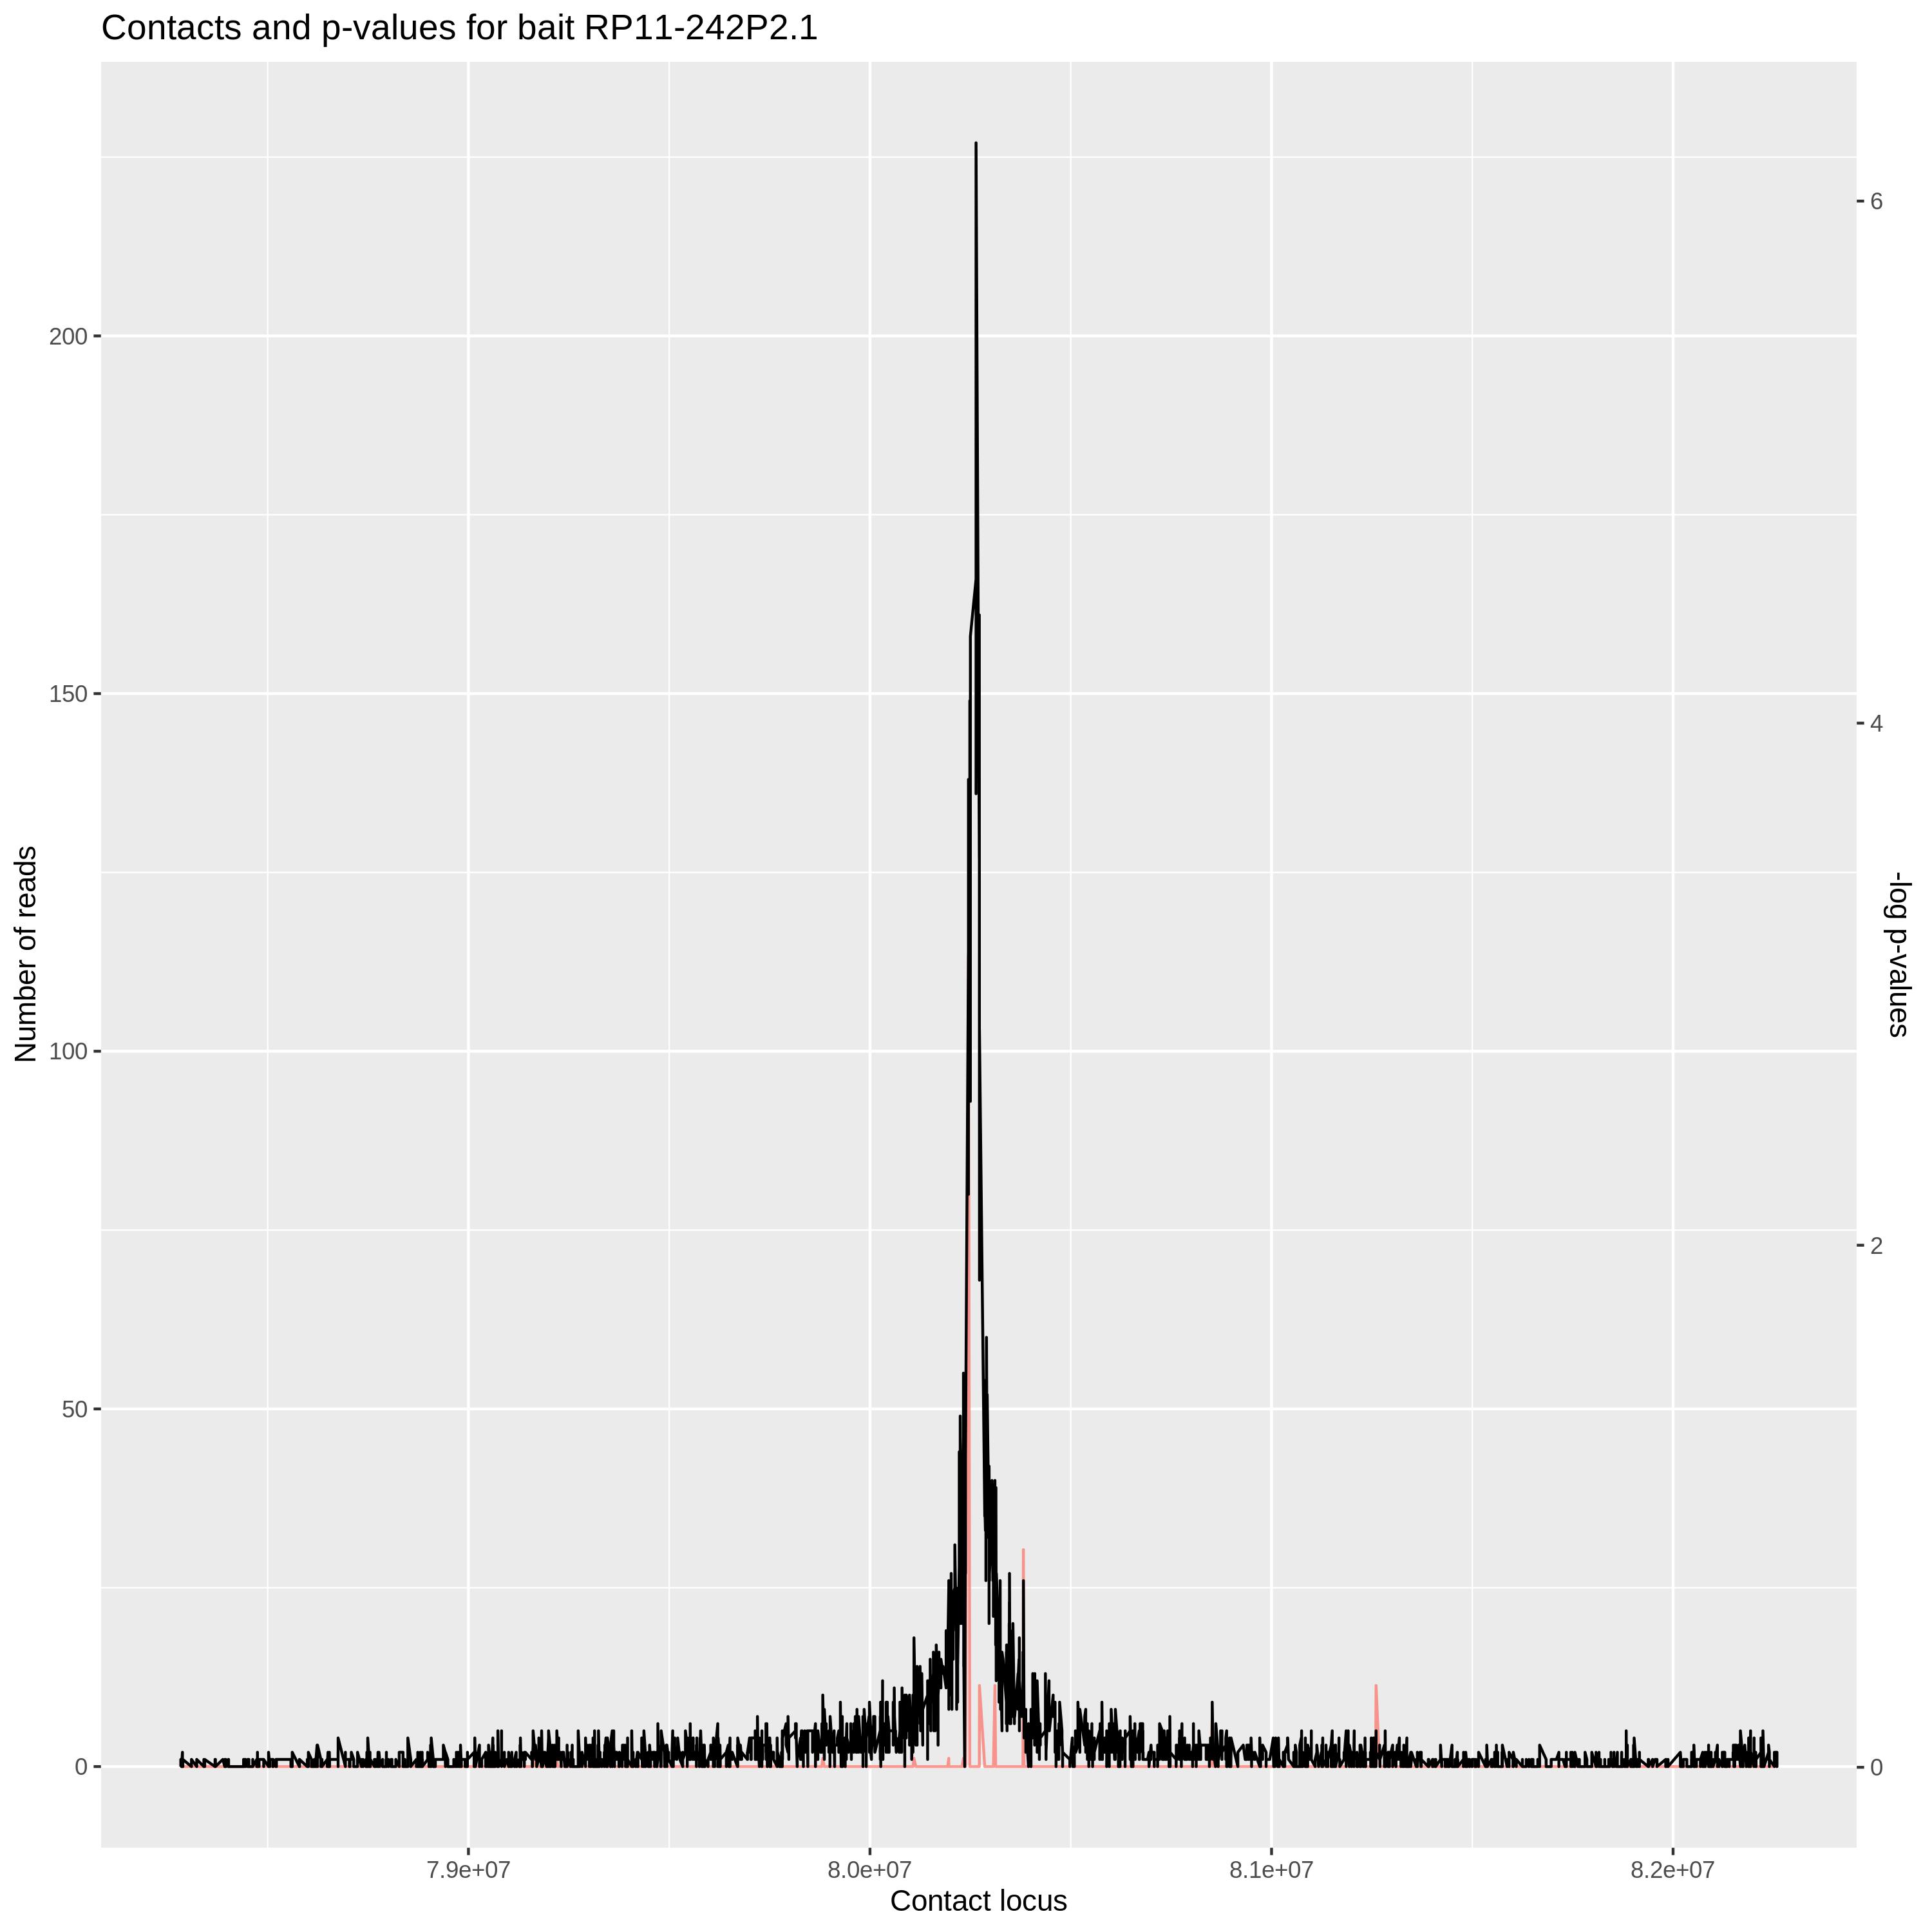 Contacts and p-values for bait RP11-242P2.1
Number of reads
200
150
100
50
0
6
4
2
0
-log p-values
7.9e+07 8.0e+07 8.1e+07 8.2e+07
Contact locus